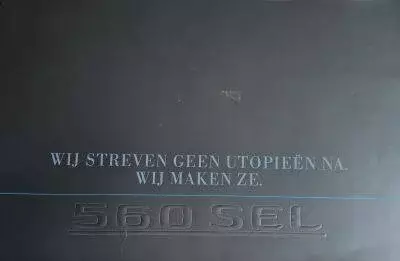 WIJ STREVEN GEEN UTOPIEËN NA.
WIJ MAKEN ZE.
560 SEL